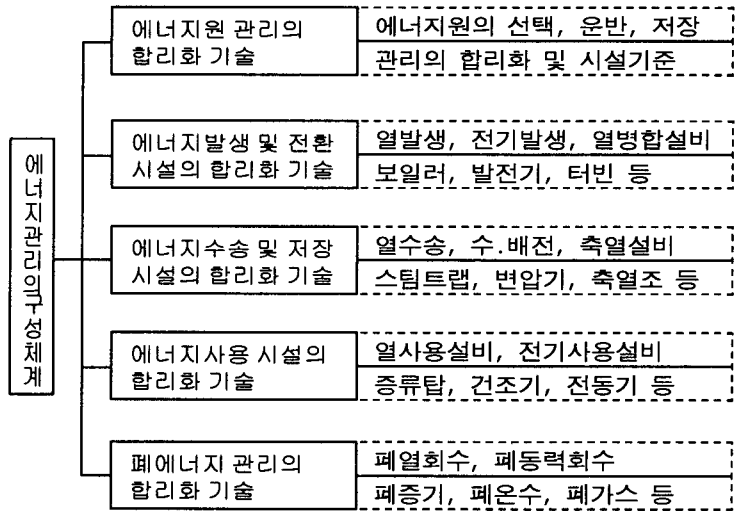 에너지관리의구성체계
에너지원 관리의
합리화 기술
에너지원의 선택, 운반, 저장
관리의 합리화 및 시설기준
에너지발생 및 전환
시설의 합리화 기술
열발생, 전기발생, 열병합설비
보일러, 발전기, 터빈 등
에너지수송 및 저장
시설의 합리화 기술
열수송, 수.배전, 축열설비
스팀트랩, 변압기, 축열조 등
에너지사용 시설의
합리화 기술
열사용설비, 전기사용설비
증류탑, 건조기, 전동기 등
폐에너지 관리의
합리화 기술
폐열회수, 폐동력회수
폐증기, 폐온수, 폐가스 등